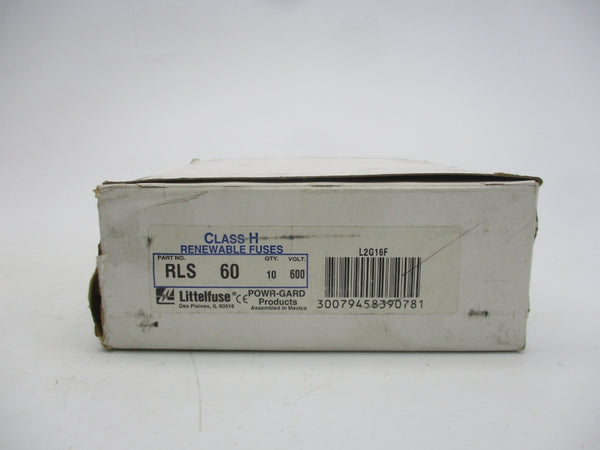 CLASS H
RENEWABLE FUSES
PART NO. QTY. VOLT.
RLS 60 10 600
Littelfuse® CE POWR-GARD
Products
Des Plaines, IL 60016 Assembled in Mexico
L2G16F
30079458390781